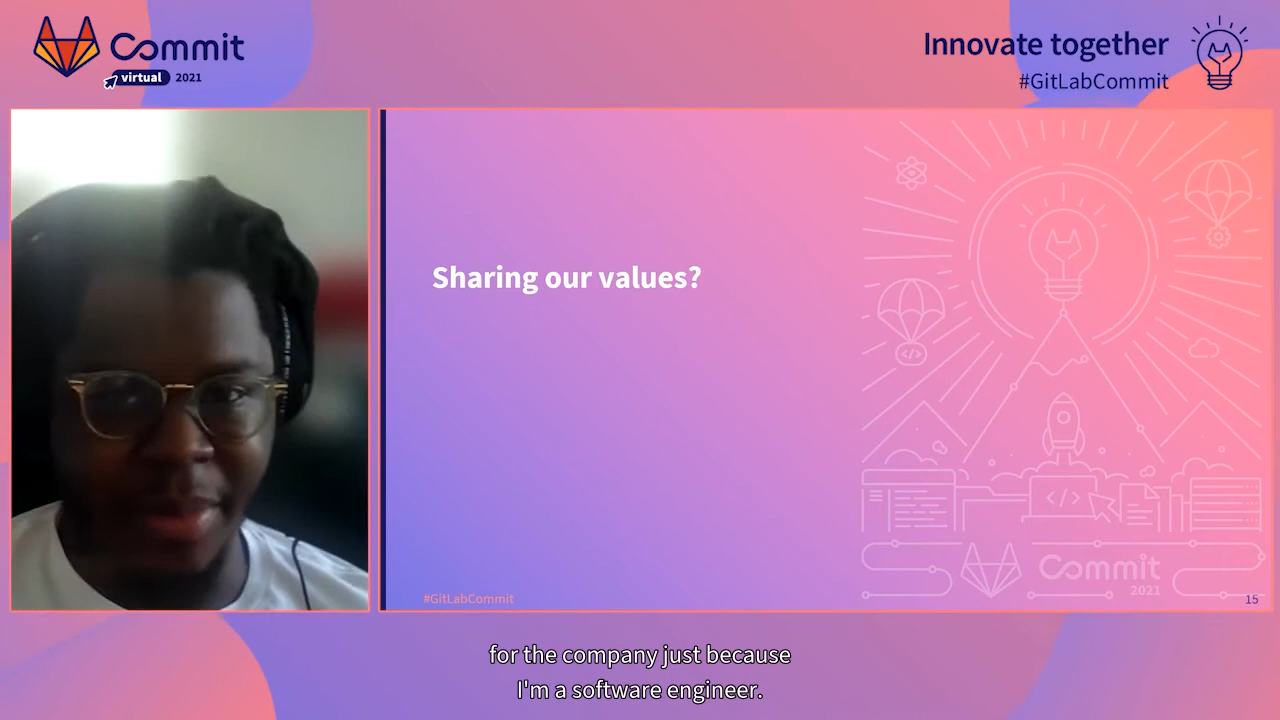 Commit
virtual 2021
Innovate together
#GitLabCommit
Sharing our values?
</>
</>
Commit
2021
#GitLabCommit
15
for the company just because
I'm a software engineer.